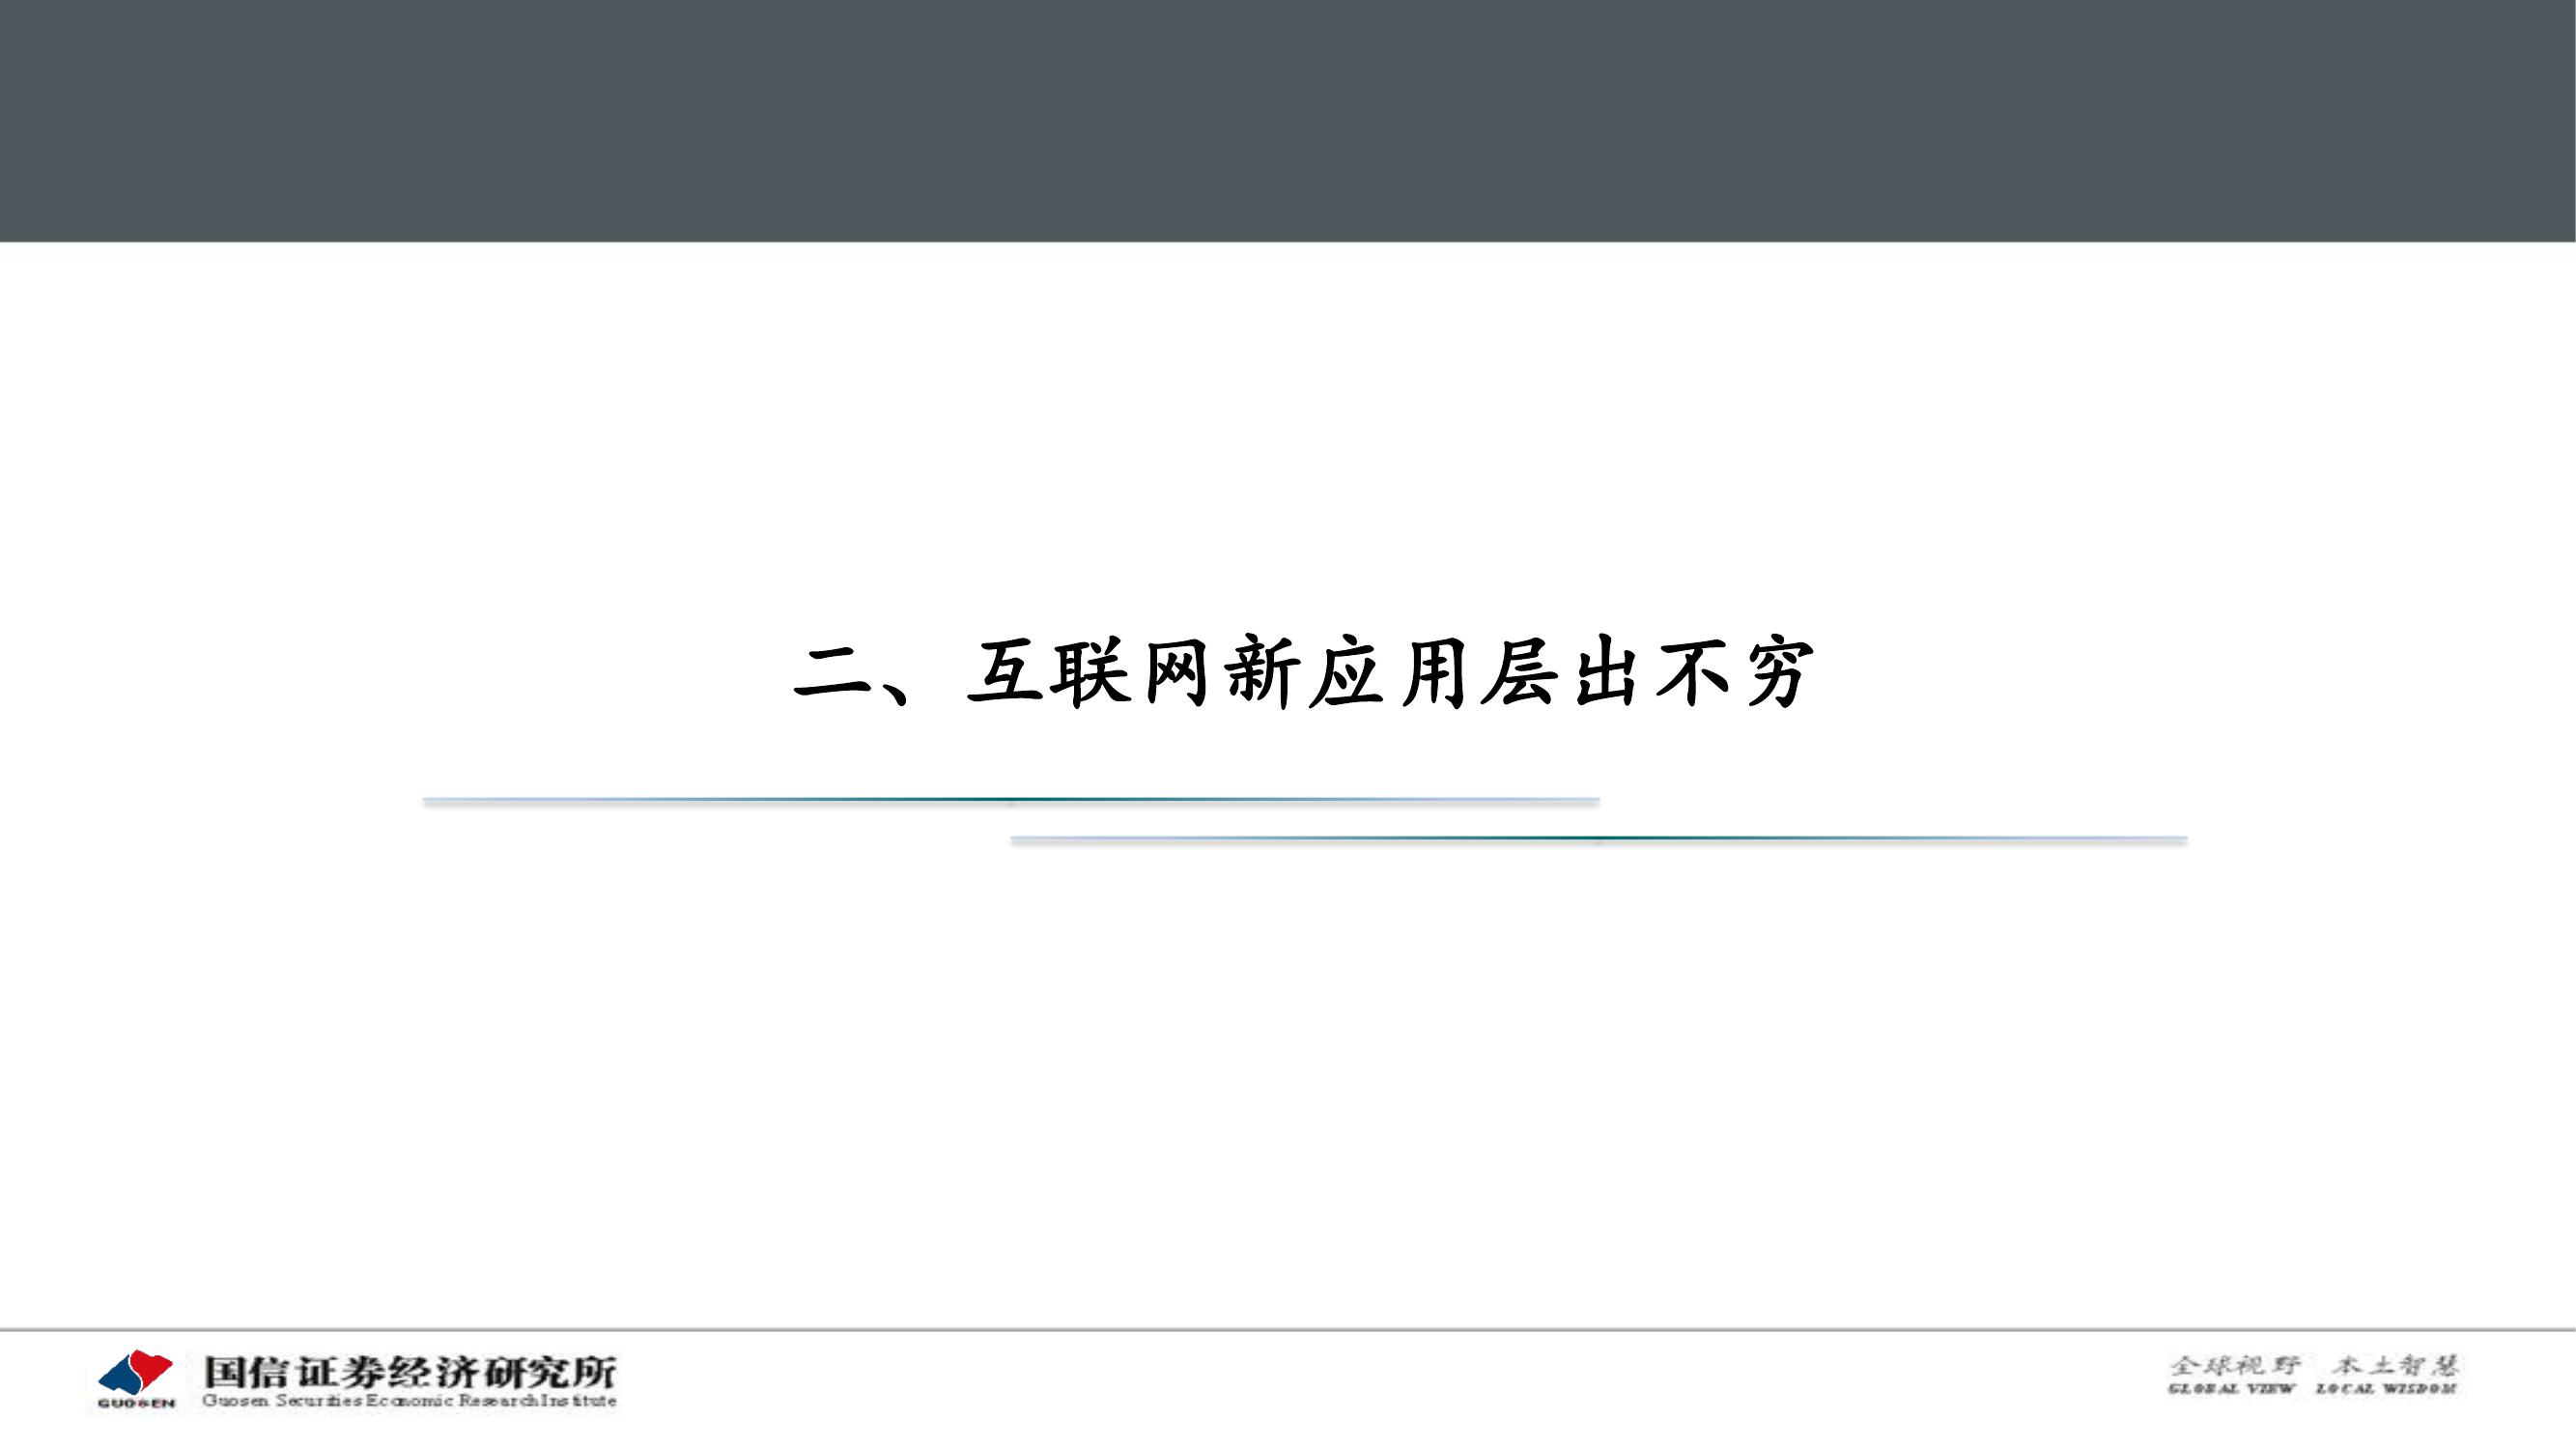 二、互联网新应用层出不穷
GUOSEN
国信证券经济研究所
Guosen Securities Economic Research Institute
全球视野 本土智慧
GLOBAL VIEW LOCAL WISDOM